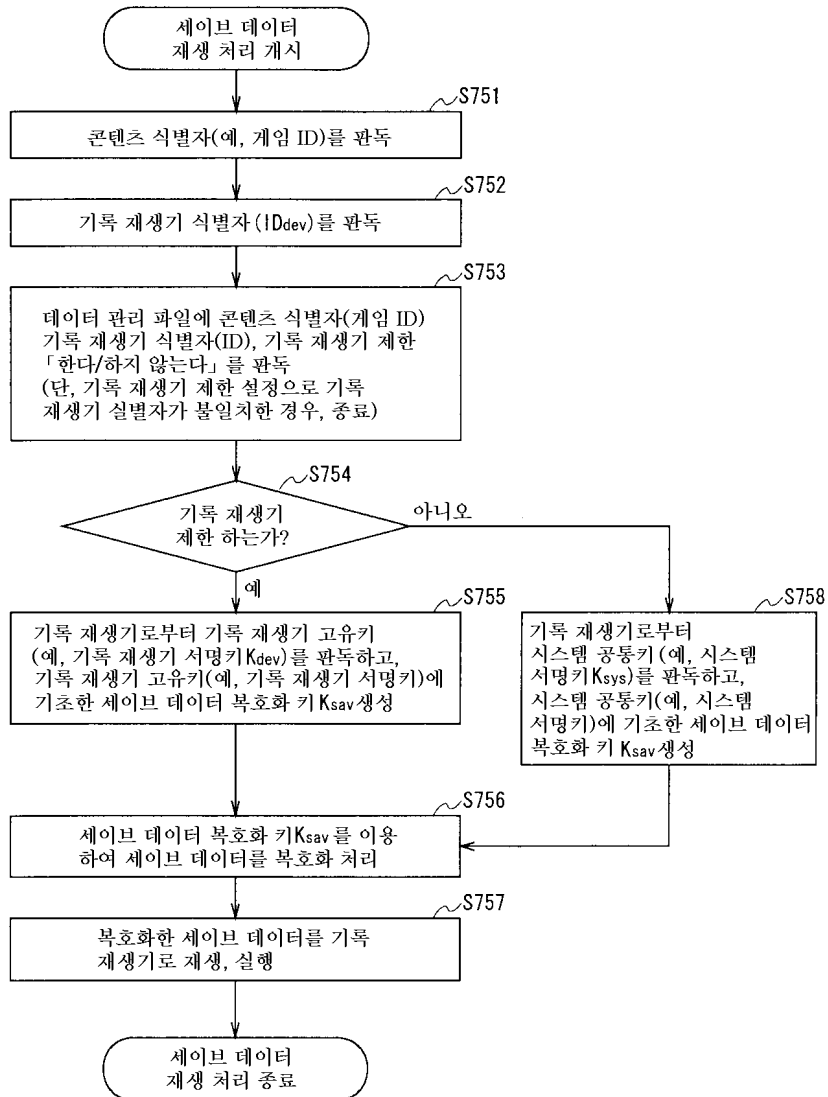 세이브 데이터
재생 처리 개시
S751
콘텐츠 식별자(예, 게임 ID)를 판독
S752
기록 재생기 식별자(IDdev)를 판독
S753
데이터 관리 파일에 콘텐츠 식별자(게임 ID)
기록 재생기 식별자(ID), 기록 재생기 제한
「한다/하지 않는다」를 판독
(단, 기록 재생기 제한 설정으로 기록
재생기 실별자가 불일치한 경우, 종료)
S754
기록 재생기
제한 하는가?
아니오
예
S755
기록 재생기로부터 기록 재생기 고유키
(예, 기록 재생기 서명키Kdev)를 판독하고,
기록 재생기 고유키(예, 기록 재생기 서명키)에
기초한 세이브 데이터 복호화 키Ksav 생성
S758
기록 재생기로부터
시스템 공통키(예, 시스템
서명키Ksys)를 판독하고,
시스템 공통키(예, 시스템
서명키)에 기초한 세이브 데이터
복호화 키 Ksav생성
S756
세이브 데이터 복호화 키Ksav를 이용
하여 세이브 데이터를 복호화 처리
S757
복호화한 세이브 데이터를 기록
재생기로 재생, 실행
세이브 데이터
재생 처리 종료